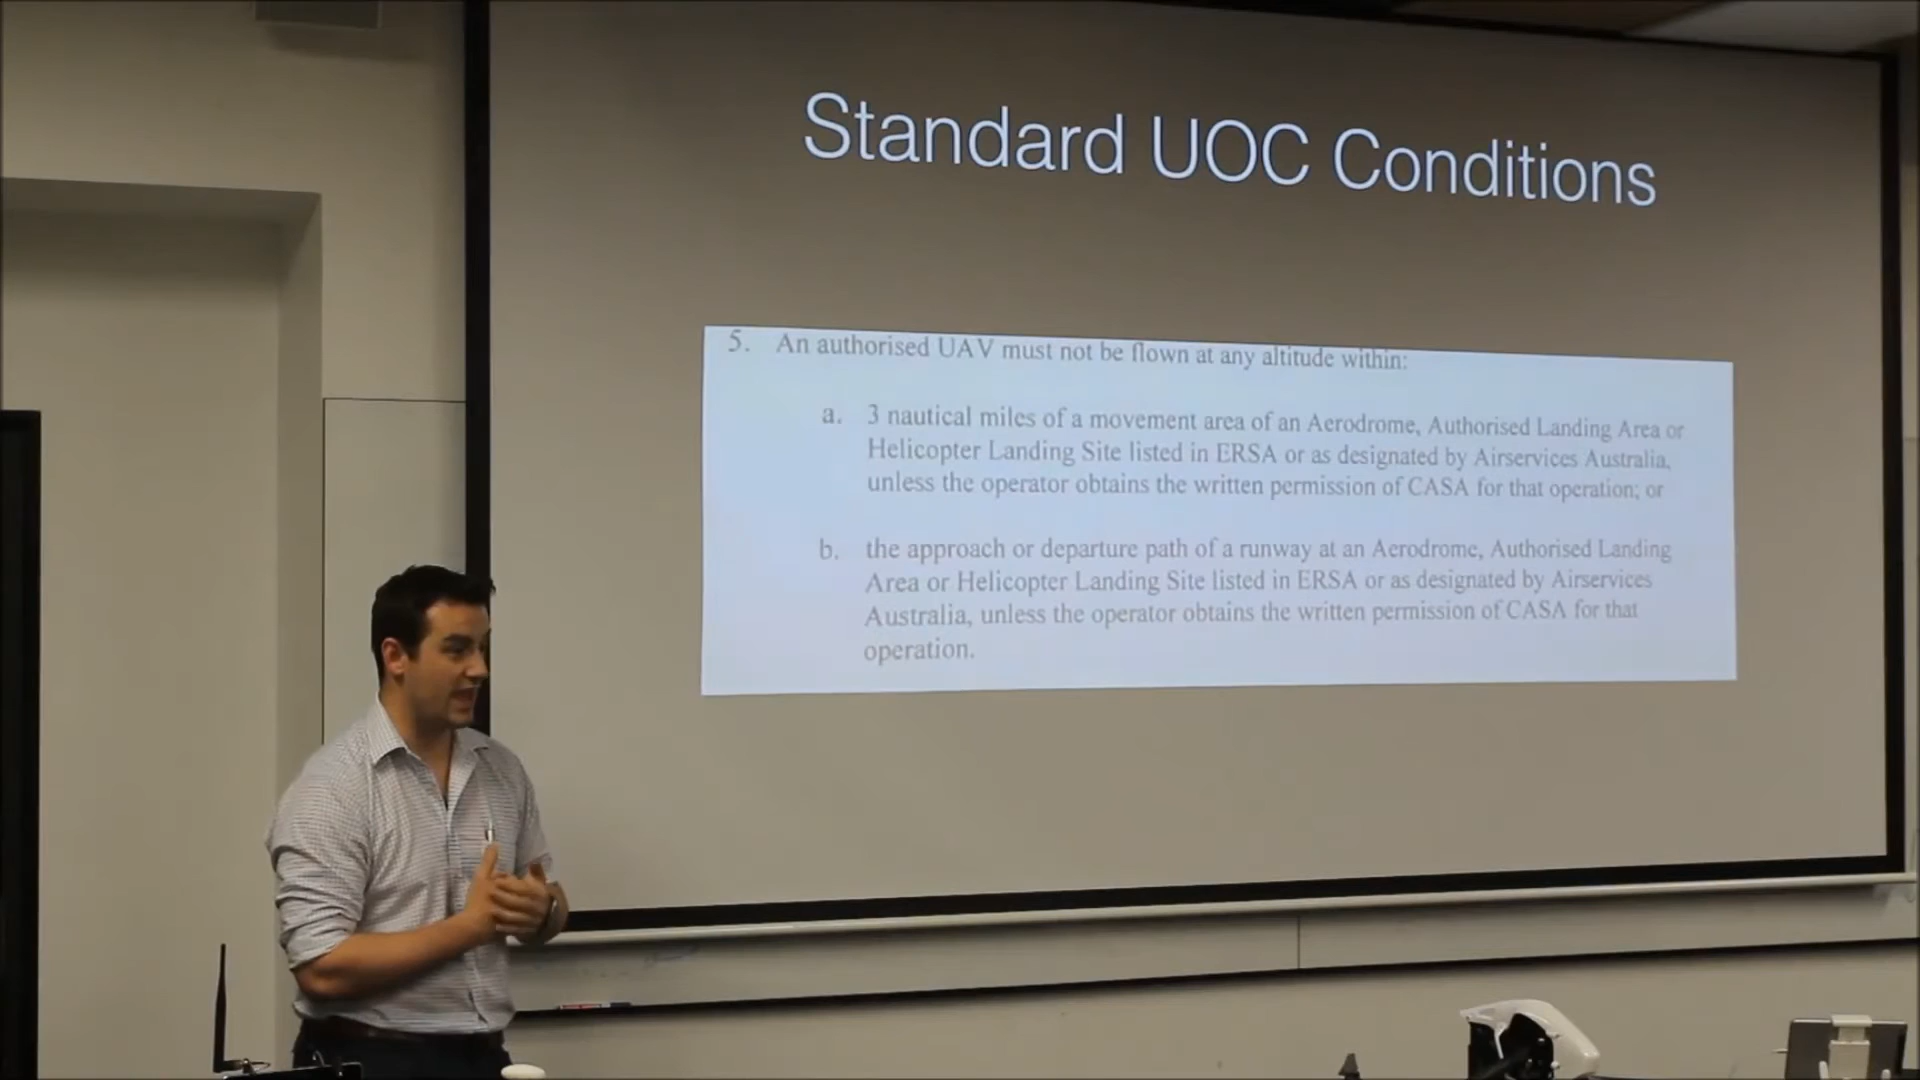 Standard UOC Conditions
5. An authorised UAV must not be flown at any altitude within:
a. 3 nautical miles of a movement area of an Aerodrome, Authorised Landing Area or
Helicopter Landing Site listed in ERSA or as designated by Airservices Australia,
unless the operator obtains the written permission of CASA for that operation; or
b. the approach or departure path of a runway at an Aerodrome, Authorised Landing
Area or Helicopter Landing Site listed in ERSA or as designated by Airservices
Australia, unless the operator obtains the written permission of CASA for that
operation.